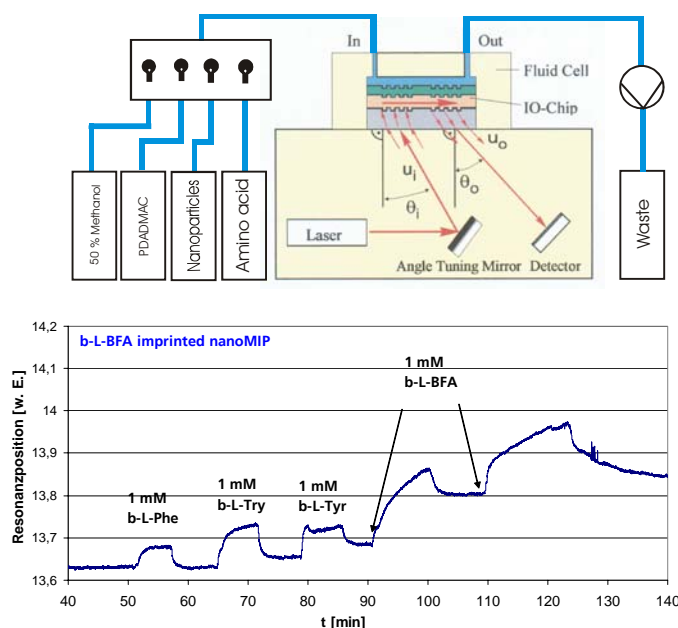 In
Out
Fluid Cell
IO-Chip
u_o
u_i
θ_o
θ_i
Laser
Angle Tuning Mirror
Detector
50 % Methanol
PDADMAC
Nanoparticles
Amino acid
Waste
b-L-BFA imprinted nanoMIP
1 mM
b-L-BFA
1 mM
b-L-Phe
1 mM
b-L-Try
1 mM
b-L-Tyr
Resonanzposition [w. E.]
14,2
14,1
14
13,9
13,8
13,7
13,6
40 50 60 70 80 90 100 110 120 130 140
t [min]